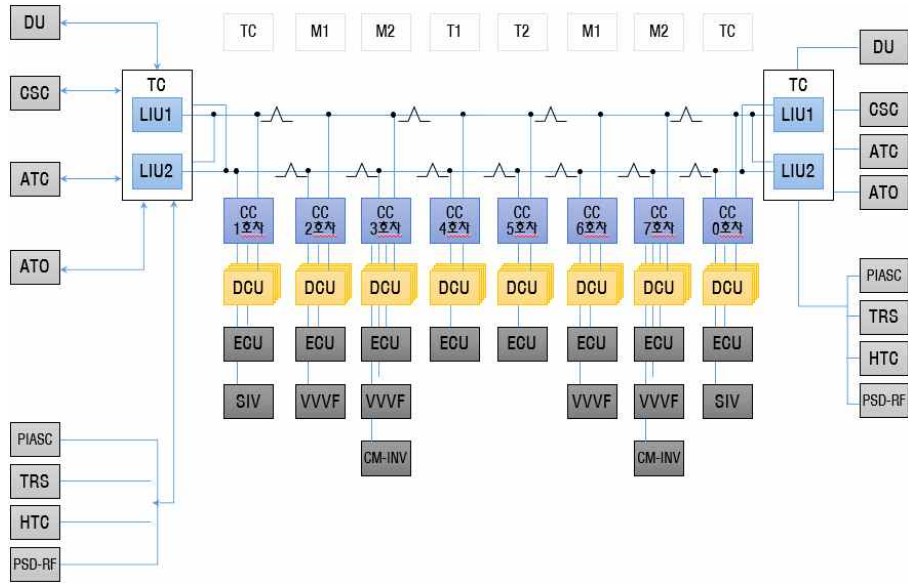 DU
CSC
ATC
ATO
PIASC
TRS
HTC
PSD-RF
TC
LIU1
LIU2
TC M1 M2 T1 T2 M1 M2 TC
CC CC CC CC CC CC CC CC
1호차 2호차 3호차 4호차 5호차 6호차 7호차 0호차
DCU DCU DCU DCU DCU DCU DCU DCU
ECU ECU ECU ECU ECU ECU ECU ECU
SIV VVVF VVVF VVVF VVVF SIV
CM-INV CM-INV
TC
LIU1
LIU2
DU
CSC
ATC
ATO
PIASC
TRS
HTC
PSD-RF